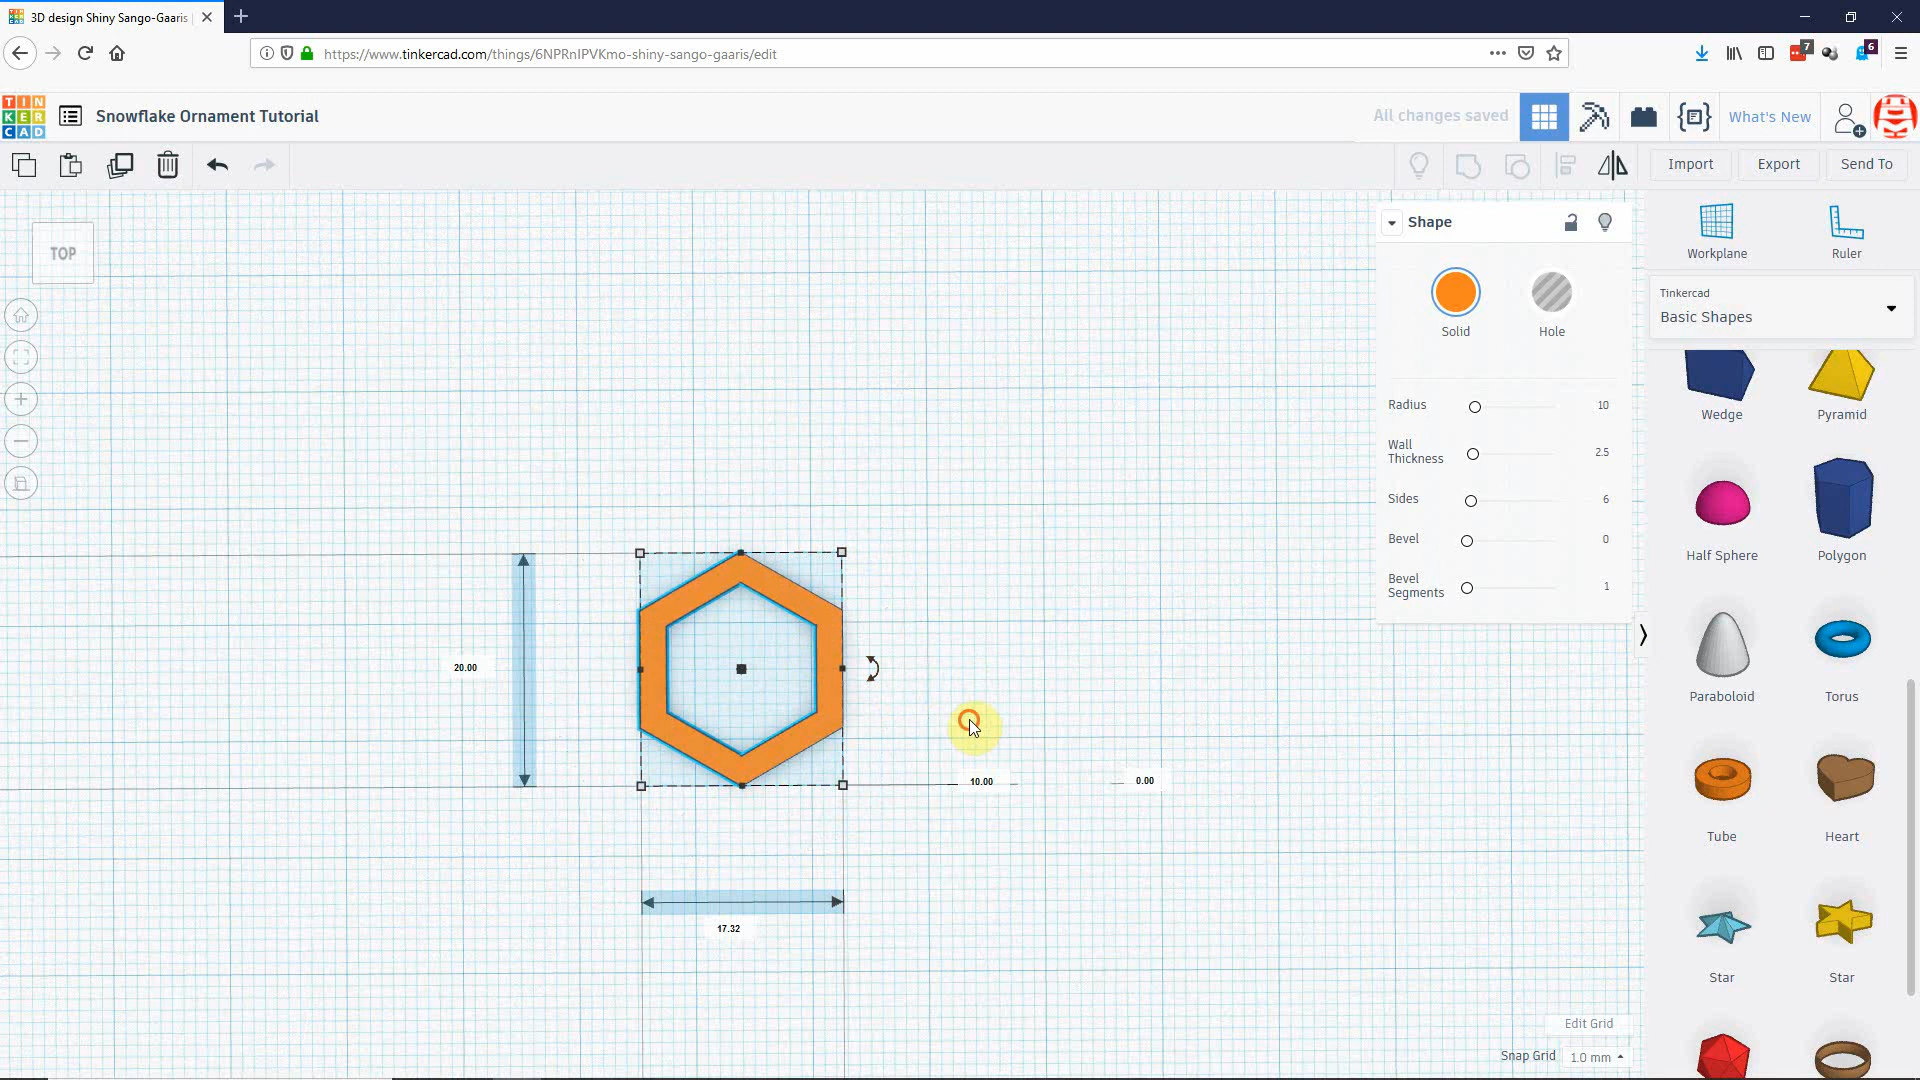 3D design Shiny Sango-Gaaris
https://www.tinkercad.com/things/6NPRnIPVKmo-shiny-sango-gaaris/edit
7
6
TIN
KER
CAD
Snowflake Ornament Tutorial
All changes saved
What's New
Import
Export
Send To
TOP
Shape
Solid
Hole
Radius
10
Wall
Thickness
2.5
Sides
6
Bevel
0
Bevel
Segments
1
Workplane
Ruler
Tinkercad
Basic Shapes
Wedge
Pyramid
Half Sphere
Polygon
Paraboloid
Torus
Tube
Heart
Star
Star
20.00
10.00
0.00
17.32
Edit Grid
Snap Grid
1.0 mm